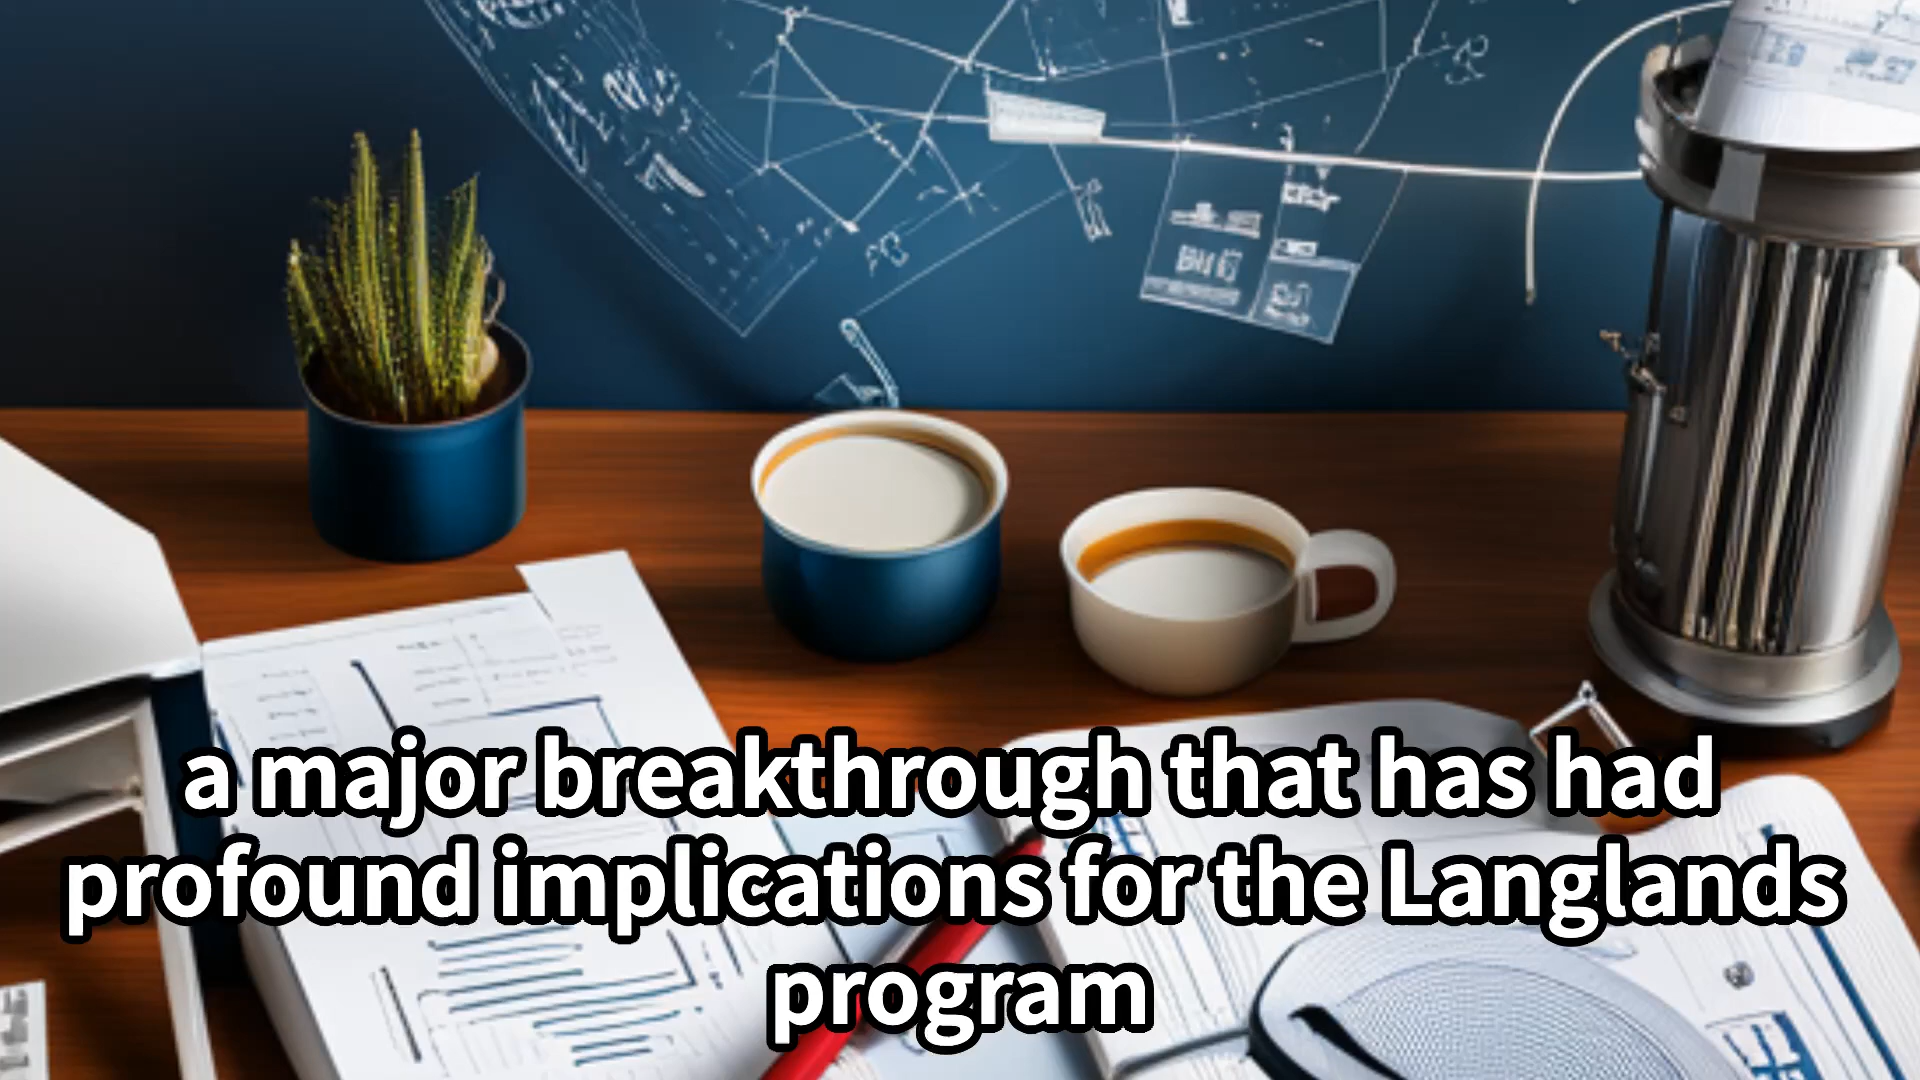 a major breakthrough that has had
profound implications for the Langlands
program